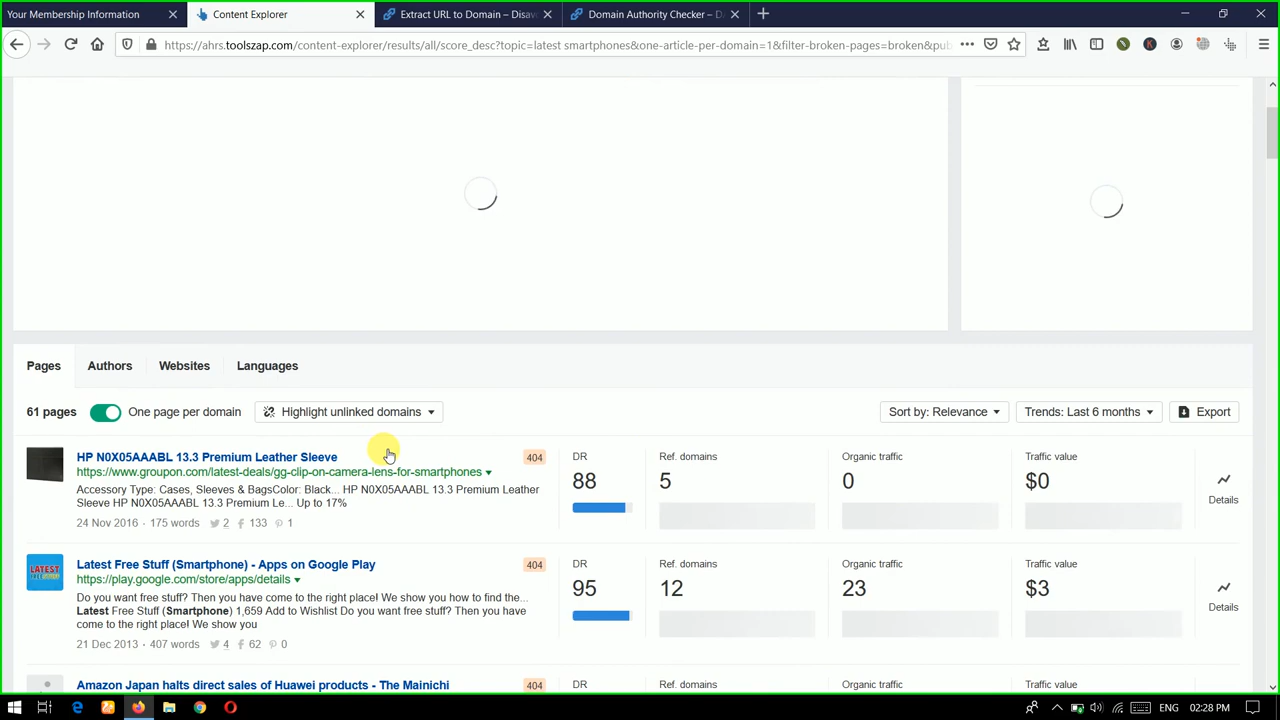 Your Membership Information
Content Explorer
Extract URL to Domain – Disav
Domain Authority Checker – D
https://ahrs.toolszap.com/content-explorer/results/all/score_desc?topic=latest smartphones&one-article-per-domain=1&filter-broken-pages=broken&pub
Pages
Authors
Websites
Languages
61 pages
One page per domain
Highlight unlinked domains
Sort by: Relevance
Trends: Last 6 months
Export
HP N0X05AAABL 13.3 Premium Leather Sleeve
404
https://www.groupon.com/latest-deals/gg-clip-on-camera-lens-for-smartphones
Accessory Type: Cases, Sleeves & BagsColor: Black... HP N0X05AAABL 13.3 Premium Leather
Sleeve HP N0X05AAABL 13.3 Premium Le... Up to 17%
24 Nov 2016 · 175 words 2 133 1
DR
88
Ref. domains
5
Organic traffic
0
Traffic value
$0
Details
LATEST
FREE STUFF
Latest Free Stuff (Smartphone) - Apps on Google Play
404
https://play.google.com/store/apps/details
Do you want free stuff? Then you have come to the right place! We show you how to find the...
Latest Free Stuff (Smartphone) 1,659 Add to Wishlist Do you want free stuff? Then you have
come to the right place! We show you
21 Dec 2013 · 407 words 4 62 0
DR
95
Ref. domains
12
Organic traffic
23
Traffic value
$3
Details
Amazon Japan halts direct sales of Huawei products - The Mainichi
404
DR
Ref. domains
Organic traffic
Traffic value
ENG
02:28 PM